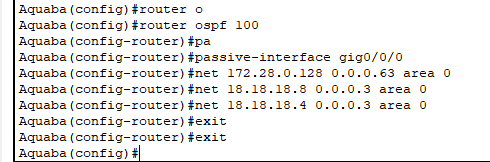 Aquaba(config)#router o
Aquaba(config)#router ospf 100
Aquaba(config-router)#pa
Aquaba(config-router)#passive-interface gig0/0/0
Aquaba(config-router)#net 172.28.0.128 0.0.0.63 area 0
Aquaba(config-router)#net 18.18.18.8 0.0.0.3 area 0
Aquaba(config-router)#net 18.18.18.4 0.0.0.3 area 0
Aquaba(config-router)#exit
Aquaba(config-router)#exit
Aquaba(config)#